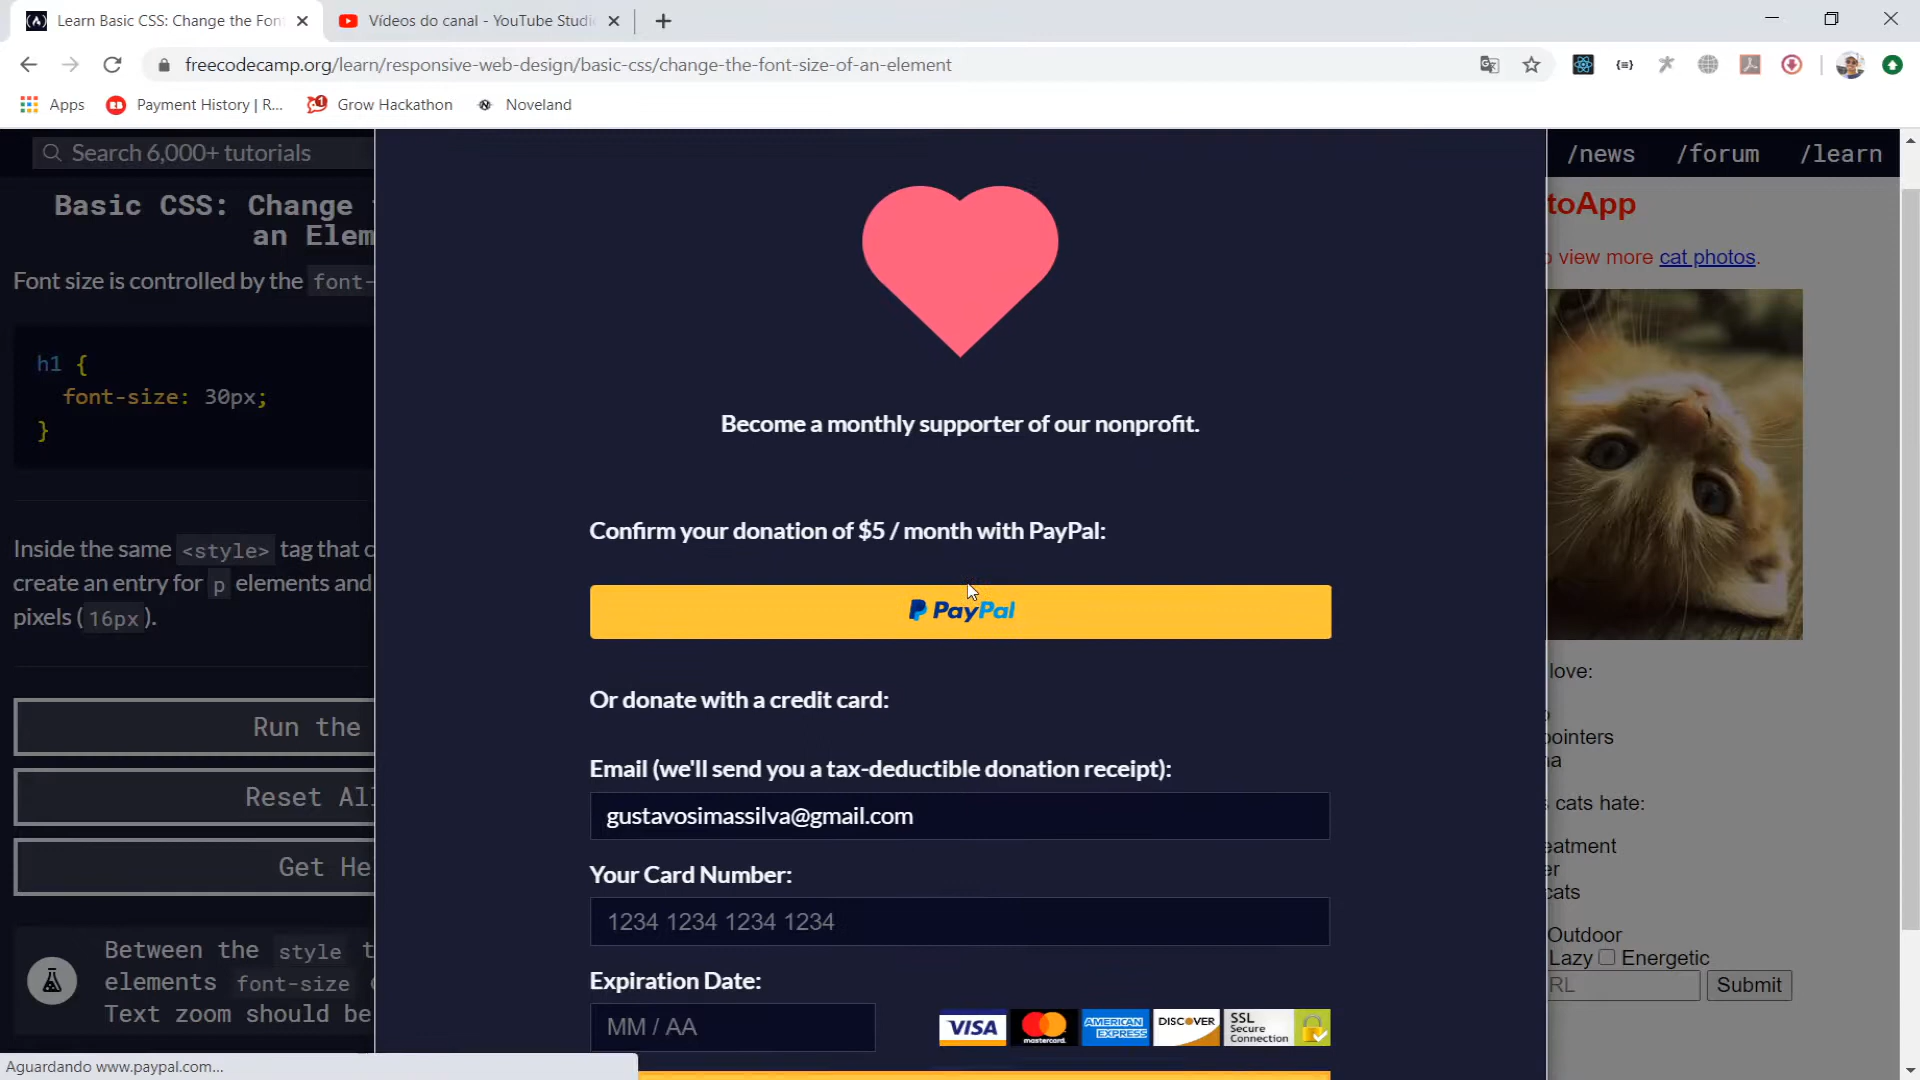 Learn Basic CSS: Change the Fon
Vídeos do canal - YouTube Studi
freecodecamp.org/learn/responsive-web-design/basic-css/change-the-font-size-of-an-element
Apps
Payment History | R...
Grow Hackathon
Noveland
Search 6,000+ tutorials
/news
/forum
/learn
Basic CSS: Change
an Elem
Font size is controlled by the font-
h1 {
font-size: 30px;
}
Inside the same <style> tag that c
create an entry for p elements and
pixels (16px).
Run the
Reset All
Get He
Between the style t
elements font-size
Text zoom should be
Become a monthly supporter of our nonprofit.
Confirm your donation of $5 / month with PayPal:
PayPal
Or donate with a credit card:
Email (we'll send you a tax-deductible donation receipt):
gustavosimassilva@gmail.com
Your Card Number:
1234 1234 1234 1234
Expiration Date:
MM / AA
VISA
mastercard
AMERICAN EXPRESS
DISCOVER
SSL Secure Connection
toApp
view more cat photos.
love:
pointers
na
cats hate:
eatment
er
cats
Outdoor
Lazy Energetic
RL
Submit
Aguardando www.paypal.com...